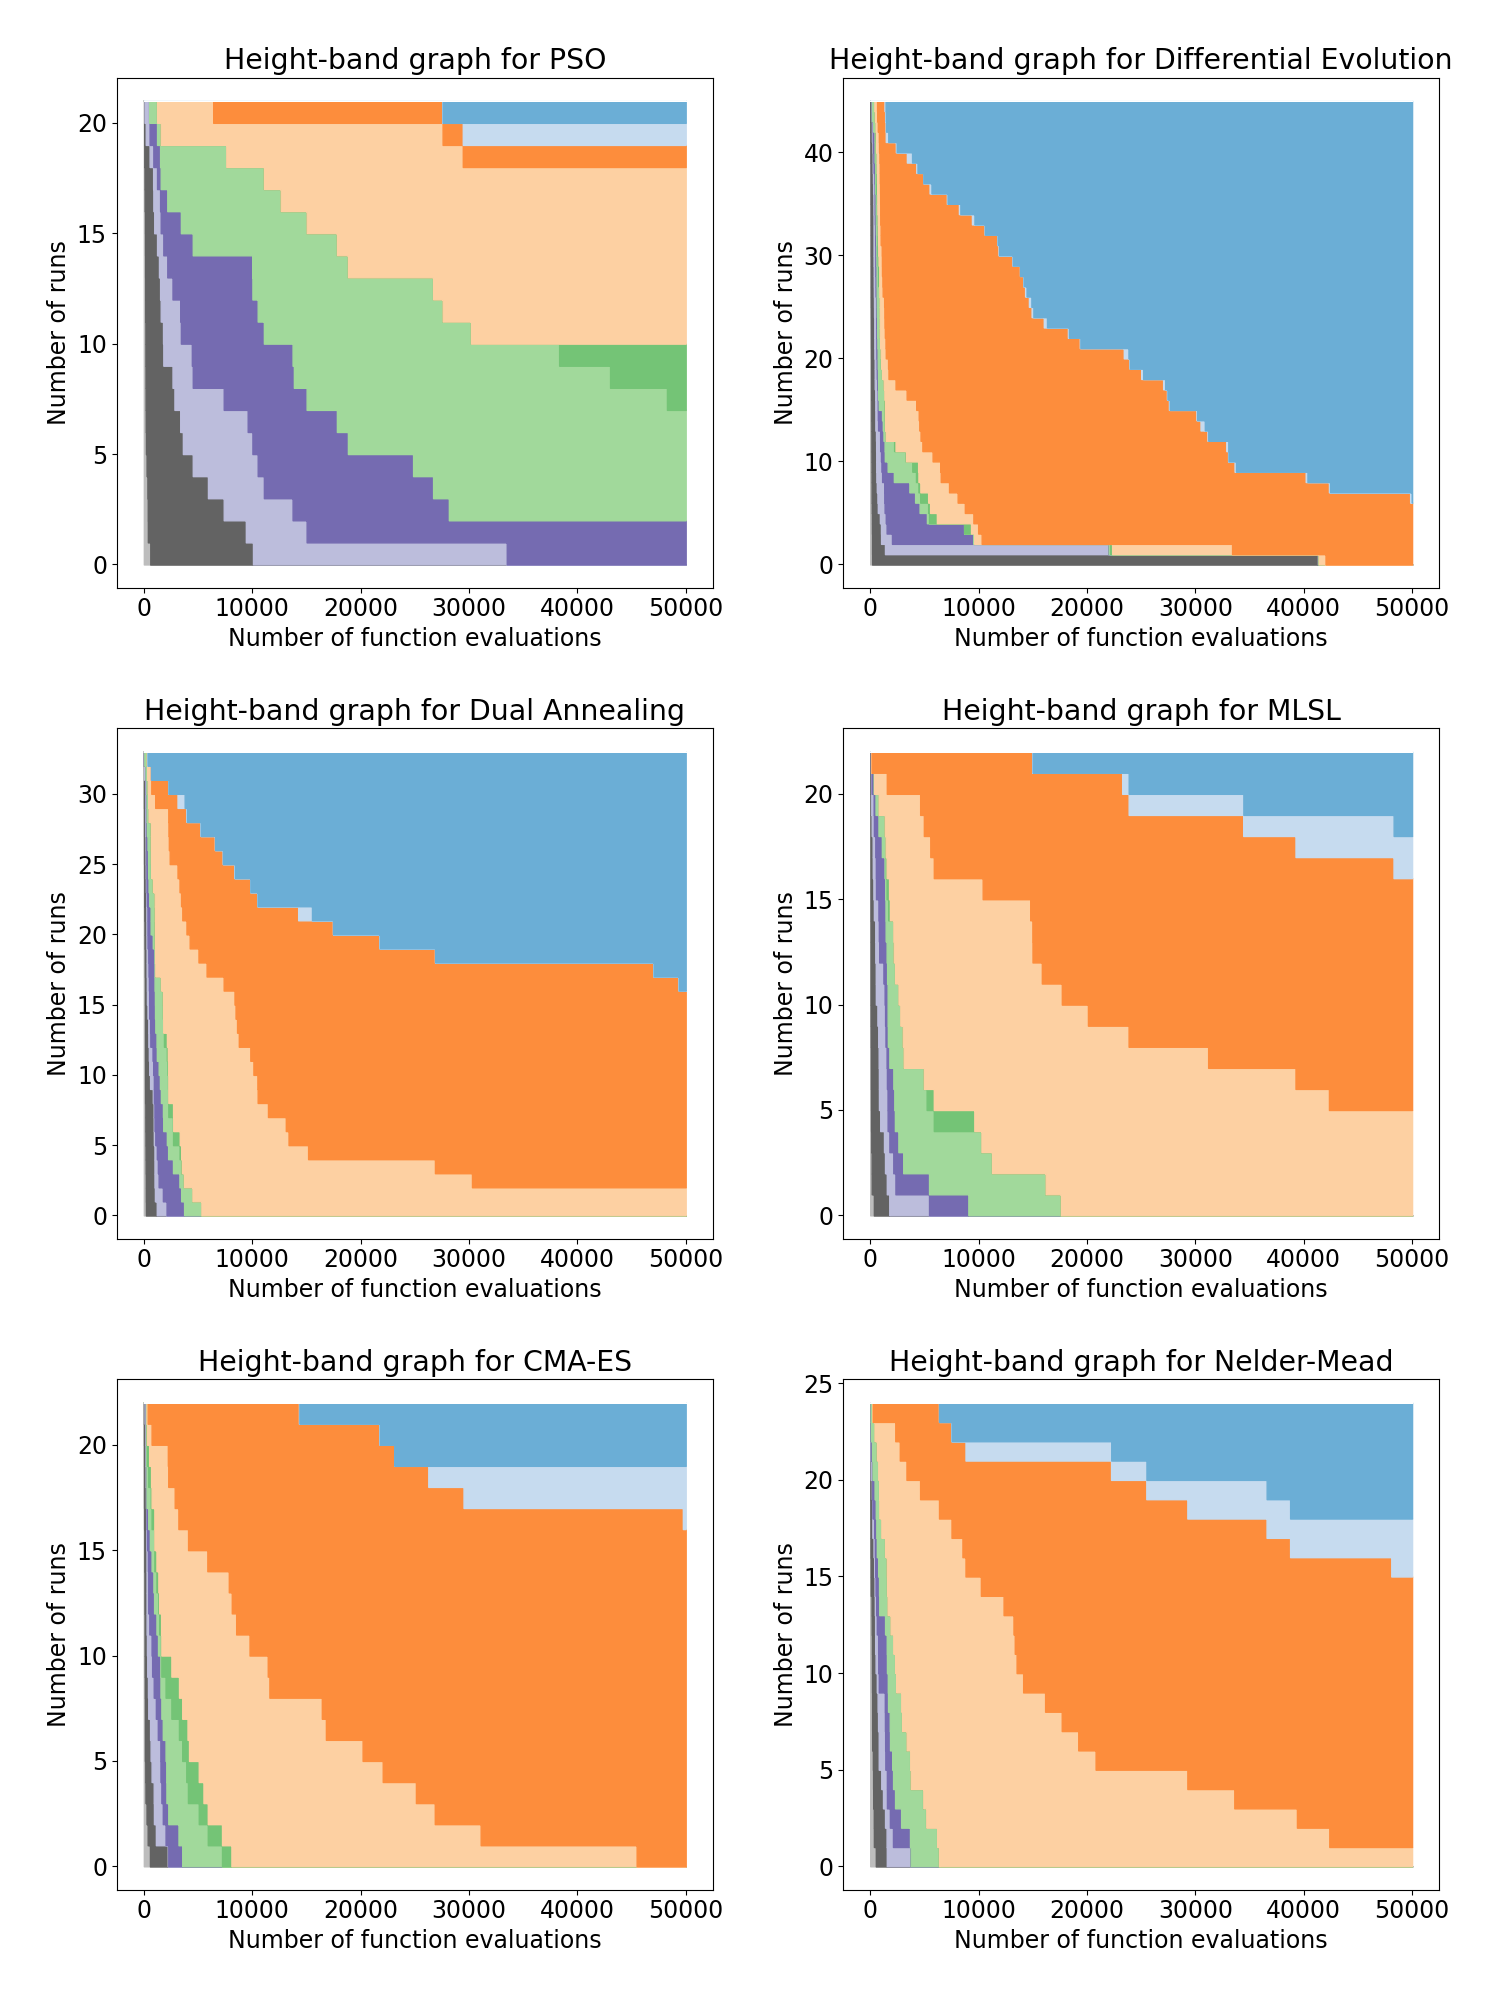 Height-band graph for PSO
20
15
10
5
0
Number of runs
0 10000 20000 30000 40000 50000
Number of function evaluations
Height-band graph for Differential Evolution
40
30
20
10
0
Number of runs
0 10000 20000 30000 40000 50000
Number of function evaluations
Height-band graph for Dual Annealing
30
25
20
15
10
5
0
Number of runs
0 10000 20000 30000 40000 50000
Number of function evaluations
Height-band graph for MLSL
20
15
10
5
0
Number of runs
0 10000 20000 30000 40000 50000
Number of function evaluations
Height-band graph for CMA-ES
20
15
10
5
0
Number of runs
0 10000 20000 30000 40000 50000
Number of function evaluations
Height-band graph for Nelder-Mead
25
20
15
10
5
0
Number of runs
0 10000 20000 30000 40000 50000
Number of function evaluations